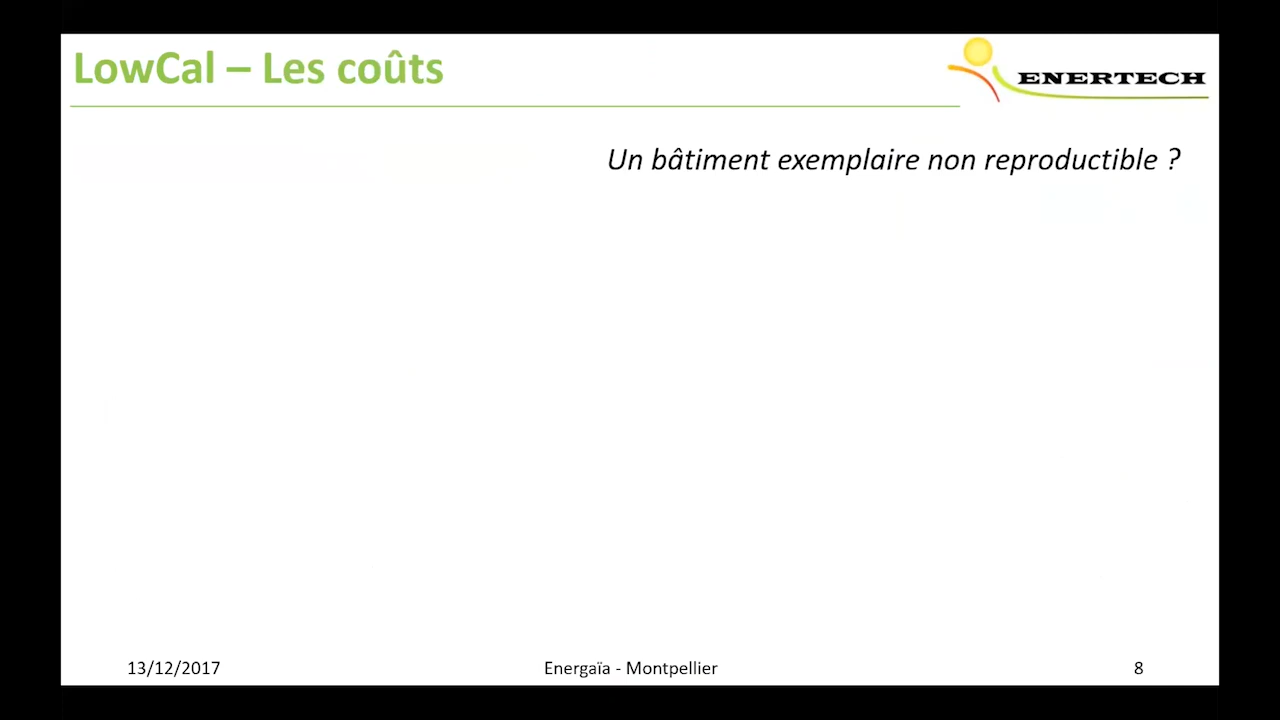 LowCal – Les coûts
ENERTECH
Un bâtiment exemplaire non reproductible ?
13/12/2017
Energaïa - Montpellier
8